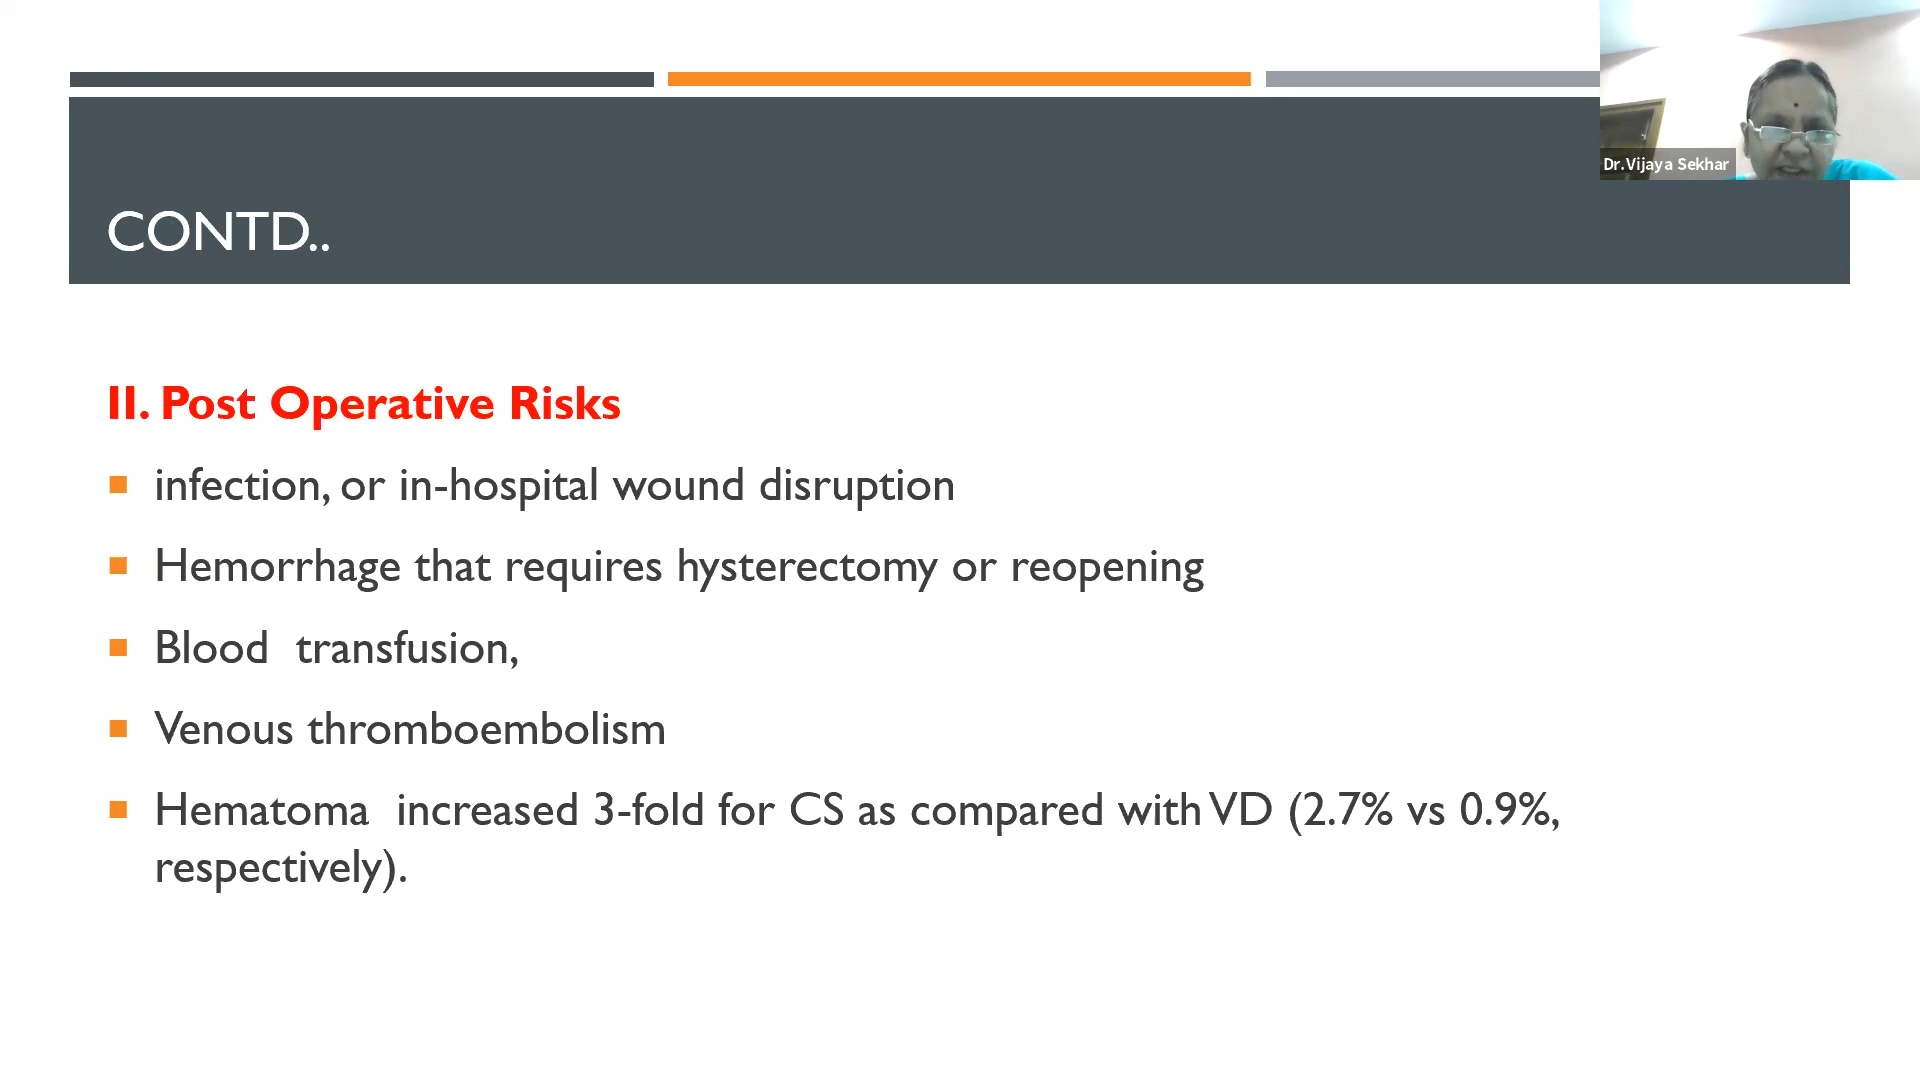 Dr.Vijaya Sekhar
CONTD..
II. Post Operative Risks
infection, or in-hospital wound disruption
Hemorrhage that requires hysterectomy or reopening
Blood transfusion,
Venous thromboembolism
Hematoma increased 3-fold for CS as compared with VD (2.7% vs 0.9%,
respectively).